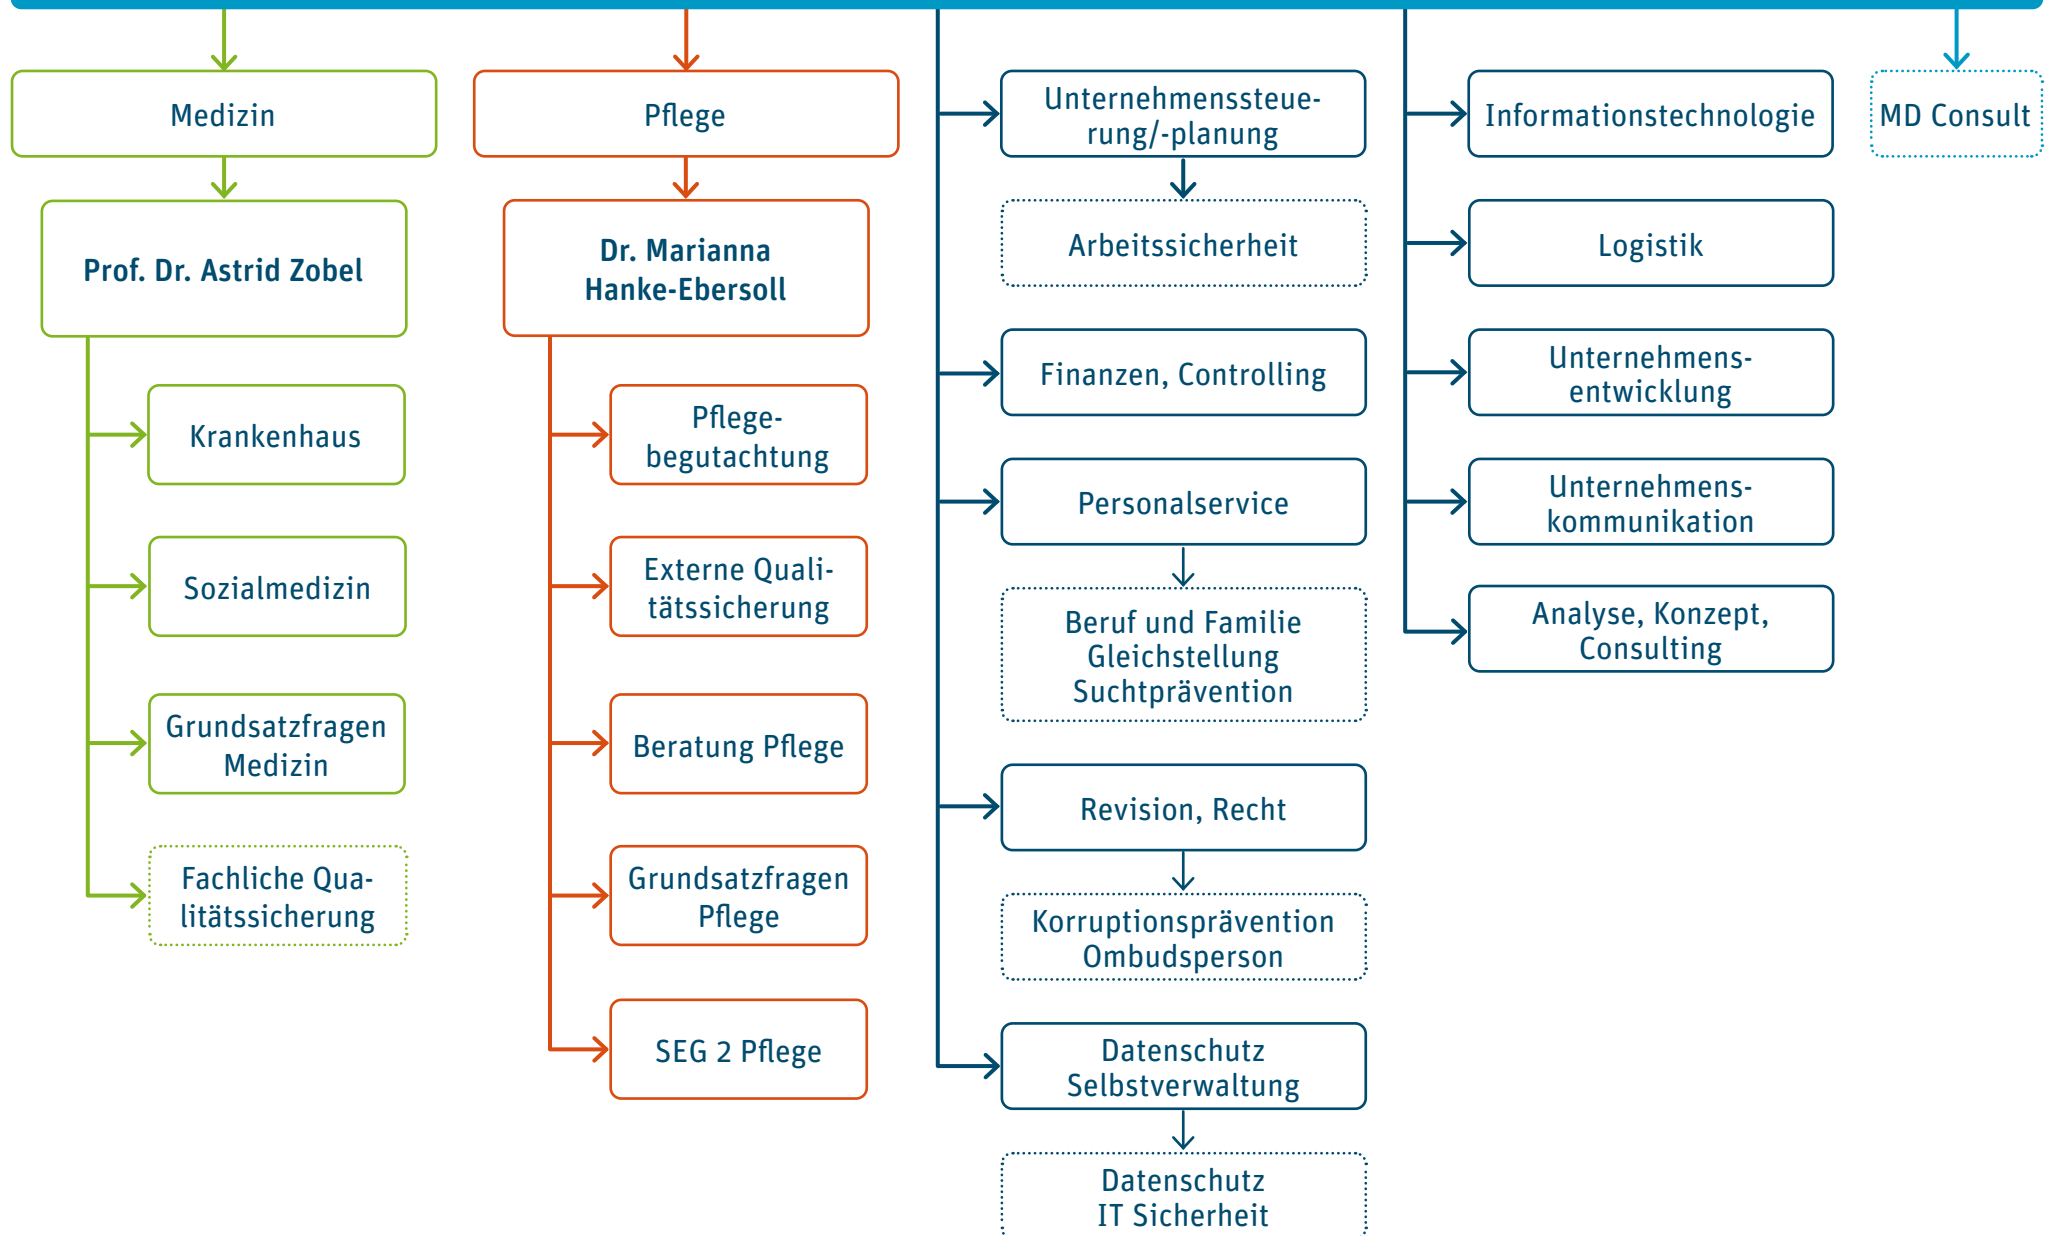 Medizin
Prof. Dr. Astrid Zobel
Krankenhaus
Sozialmedizin
Grundsatzfragen
Medizin
Fachliche Qua-
litätssicherung
Pflege
Dr. Marianna
Hanke-Ebersoll
Pflege-
begutachtung
Externe Quali-
tätssicherung
Beratung Pflege
Grundsatzfragen
Pflege
SEG 2 Pflege
Unternehmenssteue-
rung/-planung
Arbeitssicherheit
Finanzen, Controlling
Personalservice
Beruf und Familie
Gleichstellung
Suchtprävention
Revision, Recht
Korruptionsprävention
Ombudsperson
Datenschutz
Selbstverwaltung
Datenschutz
IT Sicherheit
Informationstechnologie
Logistik
Unternehmens-
entwicklung
Unternehmens-
kommunikation
Analyse, Konzept,
Consulting
MD Consult